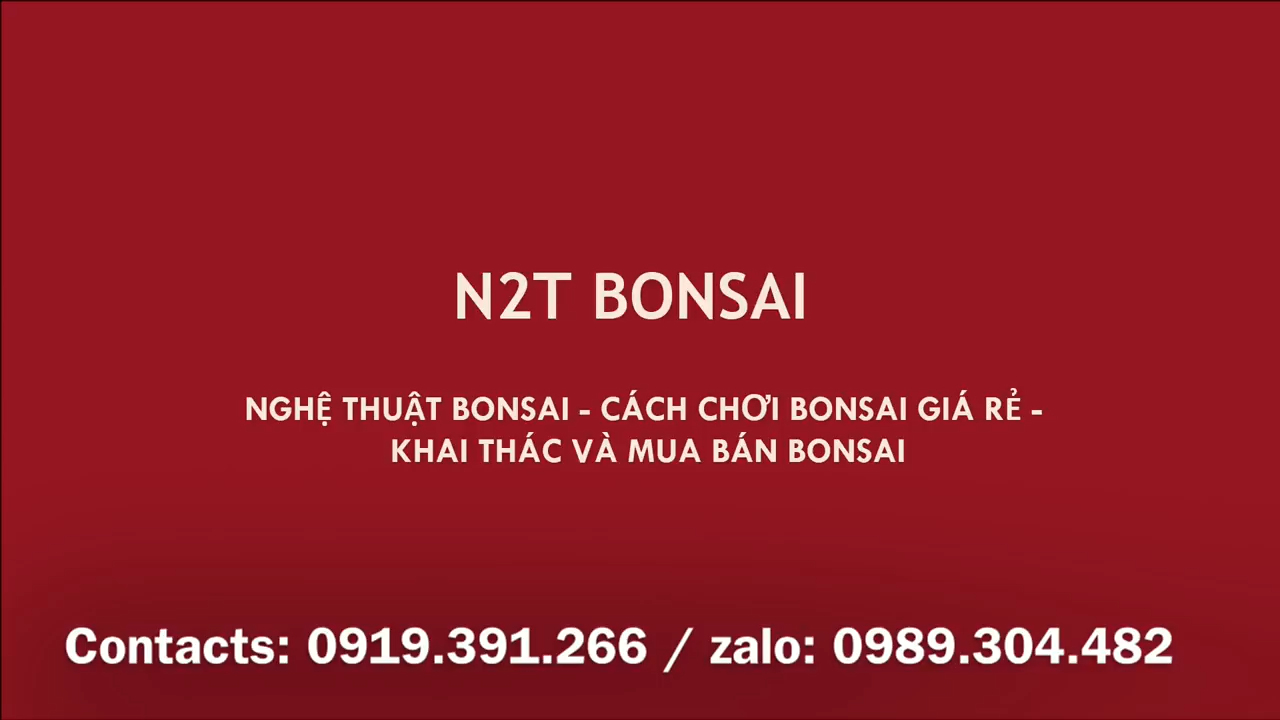 N2T BONSAI
NGHỆ THUẬT BONSAI - CÁCH CHƠI BONSAI GIÁ RẺ -
KHAI THÁC VÀ MUA BÁN BONSAI
Contacts: 0919.391.266 / zalo: 0989.304.482